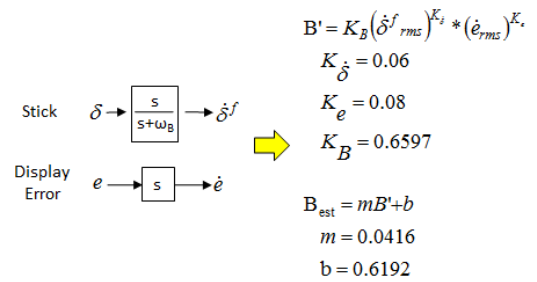 Stick δ s/(s+ω_B) δ̇^f
Display
Error e s ė
B' = K_B(δ̇^f_rms)^{K_δ̇} * (ė_rms)^{K_e}
K_δ̇ = 0.06
K_e = 0.08
K_B = 0.6597
B_est = mB'+b
m = 0.0416
b = 0.6192